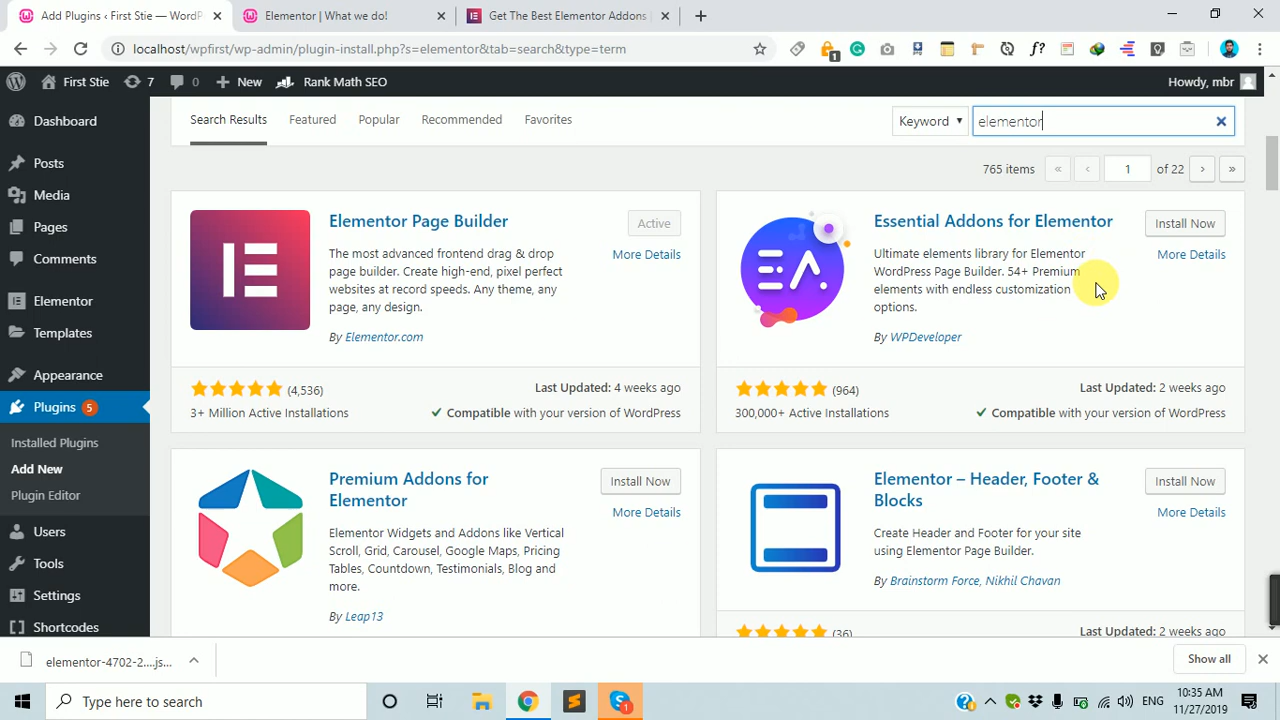 Add Plugins ‹ First Stie — WordP
Elementor | What we do!
Get The Best Elementor Addons |
localhost/wpfirst/wp-admin/plugin-install.php?s=elementor&tab=search&type=term
1
f?
First Stie
7
0
New
Rank Math SEO
Howdy, mbr
Dashboard
Posts
Media
Pages
Comments
Elementor
Templates
Appearance
Plugins 5
Installed Plugins
Add New
Plugin Editor
Users
Tools
Settings
Shortcodes
Search Results
Featured
Popular
Recommended
Favorites
Keyword
elementor
765 items
«
‹
1
of 22
›
»
Elementor Page Builder
Active
More Details
The most advanced frontend drag & drop
page builder. Create high-end, pixel perfect
websites at record speeds. Any theme, any
page, any design.
By Elementor.com
(4,536)
3+ Million Active Installations
Last Updated: 4 weeks ago
Compatible with your version of WordPress
EA
Essential Addons for Elementor
Install Now
More Details
Ultimate elements library for Elementor
WordPress Page Builder. 54+ Premium
elements with endless customization
options.
By WPDeveloper
(964)
300,000+ Active Installations
Last Updated: 2 weeks ago
Compatible with your version of WordPress
Premium Addons for
Elementor
Install Now
More Details
Elementor Widgets and Addons like Vertical
Scroll, Grid, Carousel, Google Maps, Pricing
Tables, Countdown, Testimonials, Blog and
more.
By Leap13
Elementor – Header, Footer &
Blocks
Install Now
More Details
Create Header and Footer for your site
using Elementor Page Builder.
By Brainstorm Force, Nikhil Chavan
(36)
Last Updated: 2 weeks ago
elementor-4702-2....js...
Show all
Type here to search
1
ENG
10:35 AM
11/27/2019